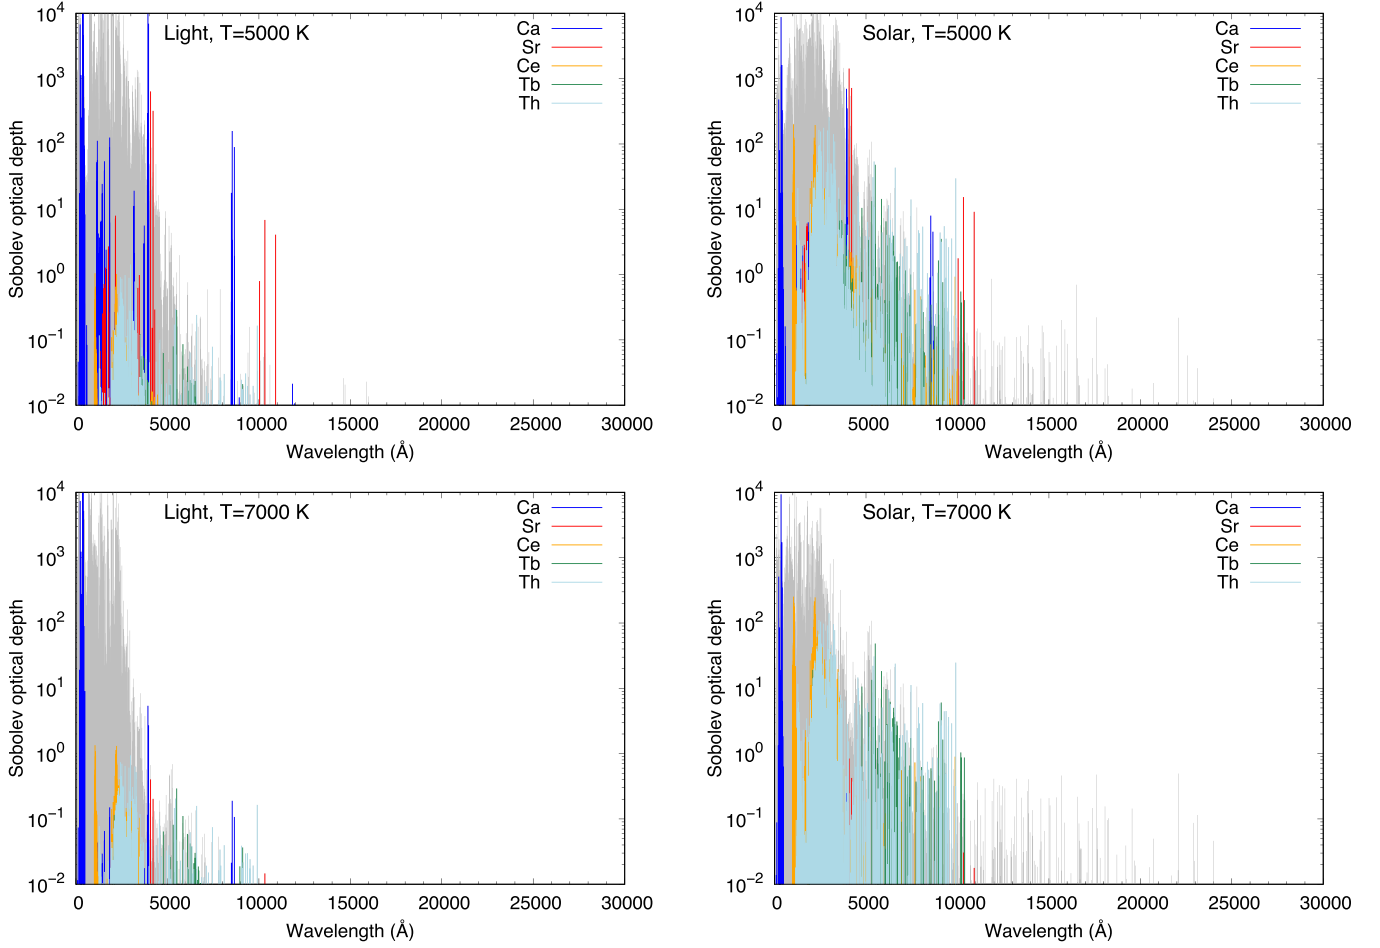 Light, T=5000 K
Ca
Sr
Ce
Tb
Th
10^4
10^3
10^2
10^1
10^0
10^-1
10^-2
Sobolev optical depth
0 5000 10000 15000 20000 25000 30000
Wavelength (Å)
Solar, T=5000 K
Ca
Sr
Ce
Tb
Th
10^4
10^3
10^2
10^1
10^0
10^-1
10^-2
Sobolev optical depth
0 5000 10000 15000 20000 25000 30000
Wavelength (Å)
Light, T=7000 K
Ca
Sr
Ce
Tb
Th
10^4
10^3
10^2
10^1
10^0
10^-1
10^-2
Sobolev optical depth
0 5000 10000 15000 20000 25000 30000
Wavelength (Å)
Solar, T=7000 K
Ca
Sr
Ce
Tb
Th
10^4
10^3
10^2
10^1
10^0
10^-1
10^-2
Sobolev optical depth
0 5000 10000 15000 20000 25000 30000
Wavelength (Å)